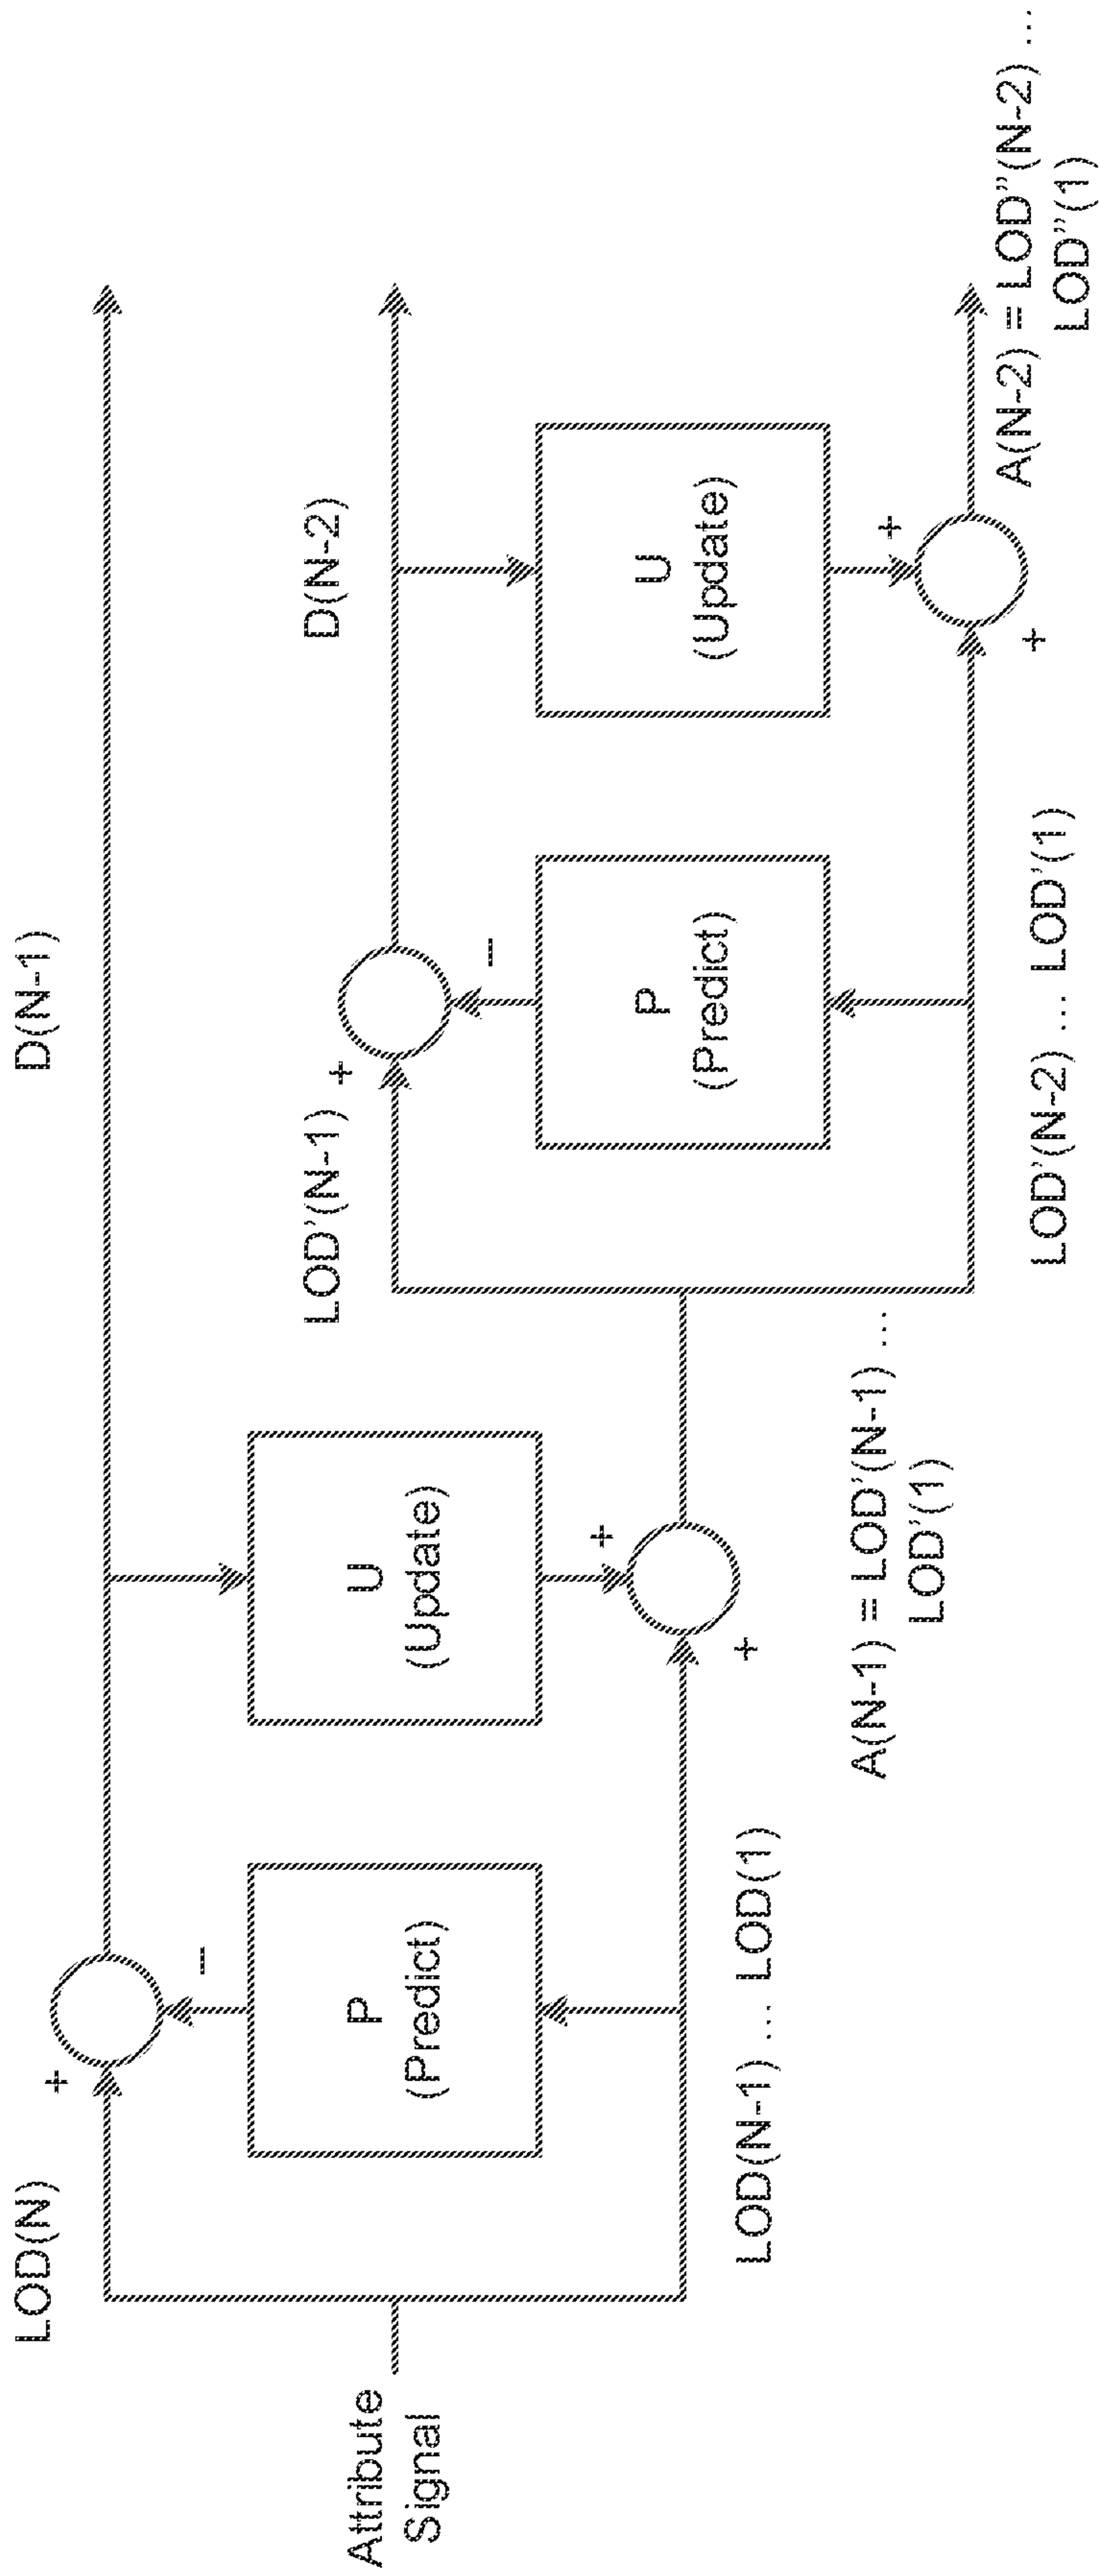 Attribute
Signal
LOD(N)
+
−
P
(Predict)
LOD(N-1) ... LOD(1)
D(N-1)
U
(Update)
+
+
A(N-1) = LOD’(N-1) ...
LOD’(1)
LOD’(N-1)
+
−
P
(Predict)
LOD’(N-2) ... LOD’(1)
D(N-2)
U
(Update)
+
+
A(N-2) = LOD”(N-2) ...
LOD”(1)